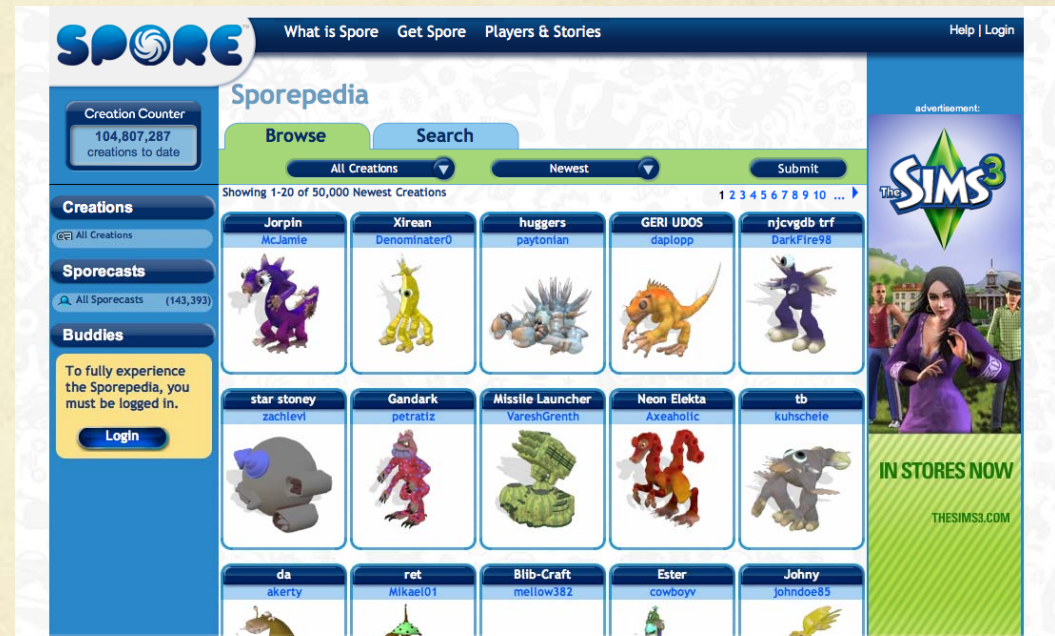 SPORE™
What is Spore Get Spore Players & Stories
Help | Login
Creation Counter
104,807,287
creations to date
Creations
All Creations
Sporecasts
All Sporecasts (143,393)
Buddies
To fully experience
the Sporepedia, you
must be logged in.
Login
Sporepedia
Browse Search
All Creations Newest Submit
Showing 1-20 of 50,000 Newest Creations
1 2 3 4 5 6 7 8 9 10 ...
Jorpin Xirean huggers GERI UDOS njcvgdb trf
McJamie Denominater0 paytonian daplopp DarkFire98
star stoney Gandark Missile Launcher Neon Elekta tb
zachlevi petratiz VareshGrenth Axeaholic kuhscheie
da ret Blib-Craft Ester Johny
akerty Mikael01 mellow382 cowboyv johndoe85
advertisement:
The SIMS 3
IN STORES NOW
THESIMS3.COM